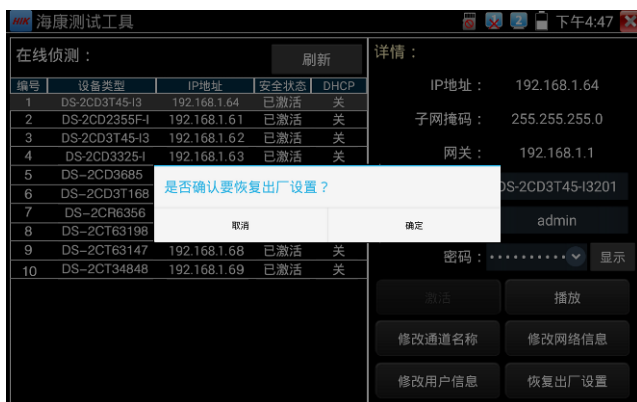 HIK 海康测试工具 1 2 下午4:47
在线侦测： 刷新
编号 设备类型 IP地址 安全状态 DHCP
1 DS-2CD3T45-I3 192.168.1.64 已激活 关
2 DS-2CD2355F-I 192.168.1.61 已激活 关
3 DS-2CD3T45-I3 192.168.1.62 已激活 关
4 DS-2CD3325-I 192.168.1.63 已激活 关
5 DS-2CD3685
6 DS-2CD3T168
7 DS-2CR6356
8 DS-2CT63198
9 DS-2CT63147 192.168.1.68 已激活 关
10 DS-2CT34848 192.168.1.69 已激活 关
是否确认要恢复出厂设置？
取消 确定
详情：
IP地址： 192.168.1.64
子网掩码： 255.255.255.0
网关： 192.168.1.1
DS-2CD3T45-I3201
admin
密码： •••••••••• 显示
激活 播放
修改通道名称 修改网络信息
修改用户信息 恢复出厂设置